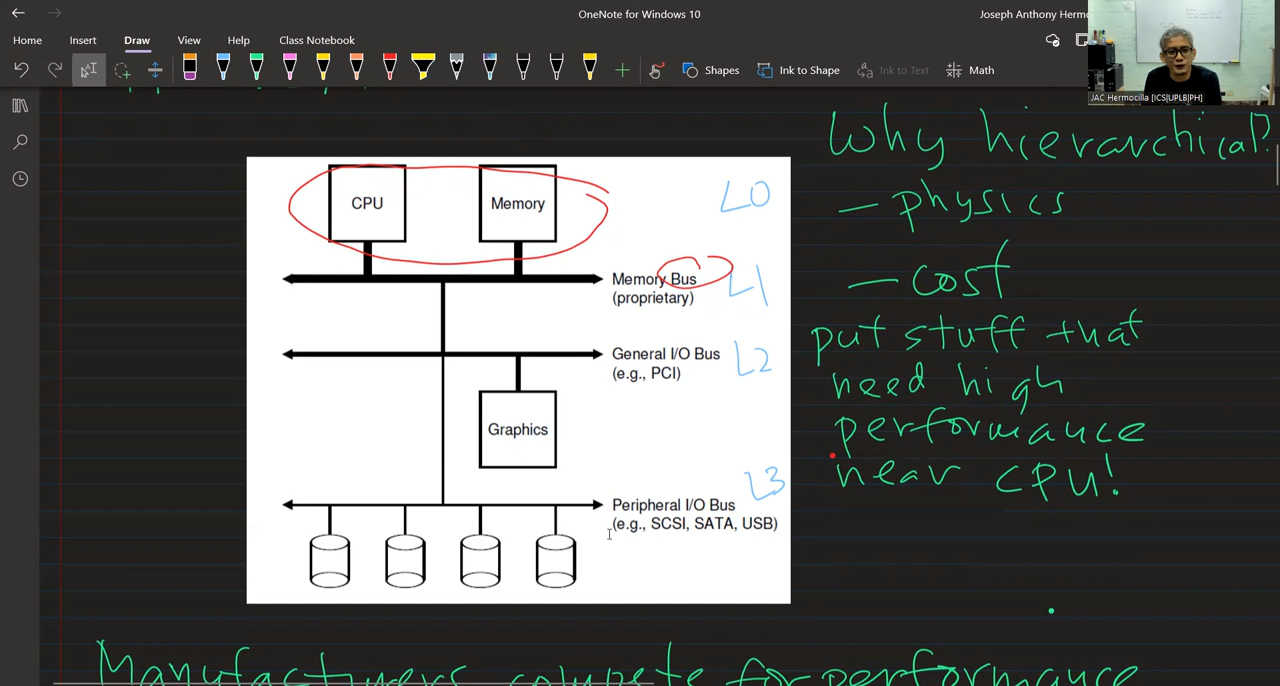 OneNote for Windows 10
Joseph Anthony Hermo
Home Insert Draw View Help Class Notebook
Shapes Ink to Shape Ink to Text Math
JAC Hermocilla [ICS|UPLB|PH]
Why hierarchical?
- physics
- cost
put stuff that
need high
performance
near CPU!
CPU
Memory
L0
Memory Bus
(proprietary)
L1
General I/O Bus
(e.g., PCI)
L2
Graphics
L3
Peripheral I/O Bus
(e.g., SCSI, SATA, USB)
Manufacturers compete for performance